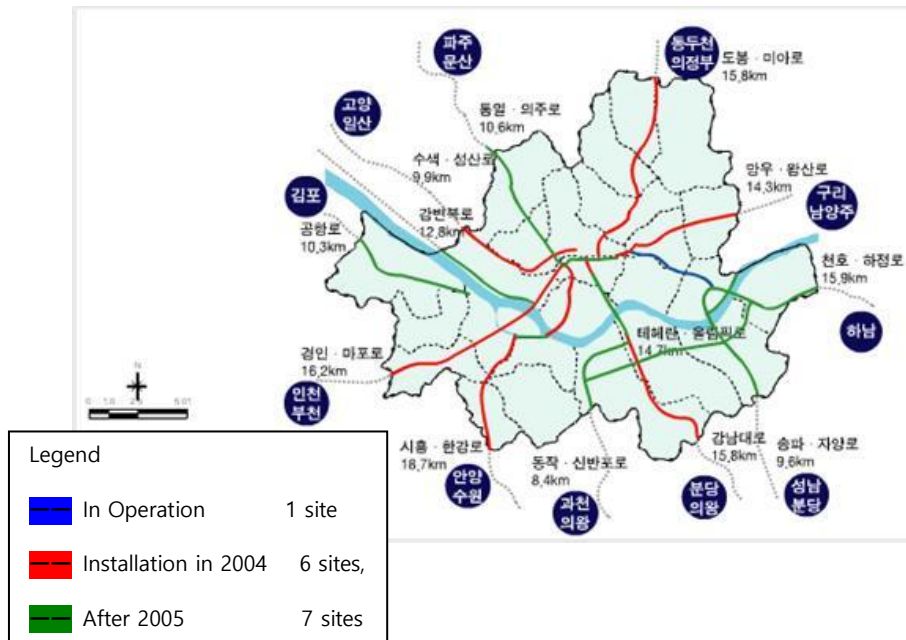 파주
문산
동두천
의정부
도봉 · 미아로
15.8km
고양
일산
통일 · 의주로
10.6km
수색 · 성산로
9.9km
망우 · 왕산로
14.3km
구리
남양주
김포
강변북로
12.8km
공항로
10.3km
천호 · 하정로
15.9km
하남
테헤란 · 올림픽로
14.7km
경인 · 마포로
16.2km
인천
부천
N
시흥 · 한강로
18.7km
안양
수원
동작 · 신반포로
8.4km
과천
의왕
강남대로
15.8km
분당
의왕
송파 · 자양로
9.6km
성남
분당
Legend
In Operation 1 site
Installation in 2004 6 sites,
After 2005 7 sites